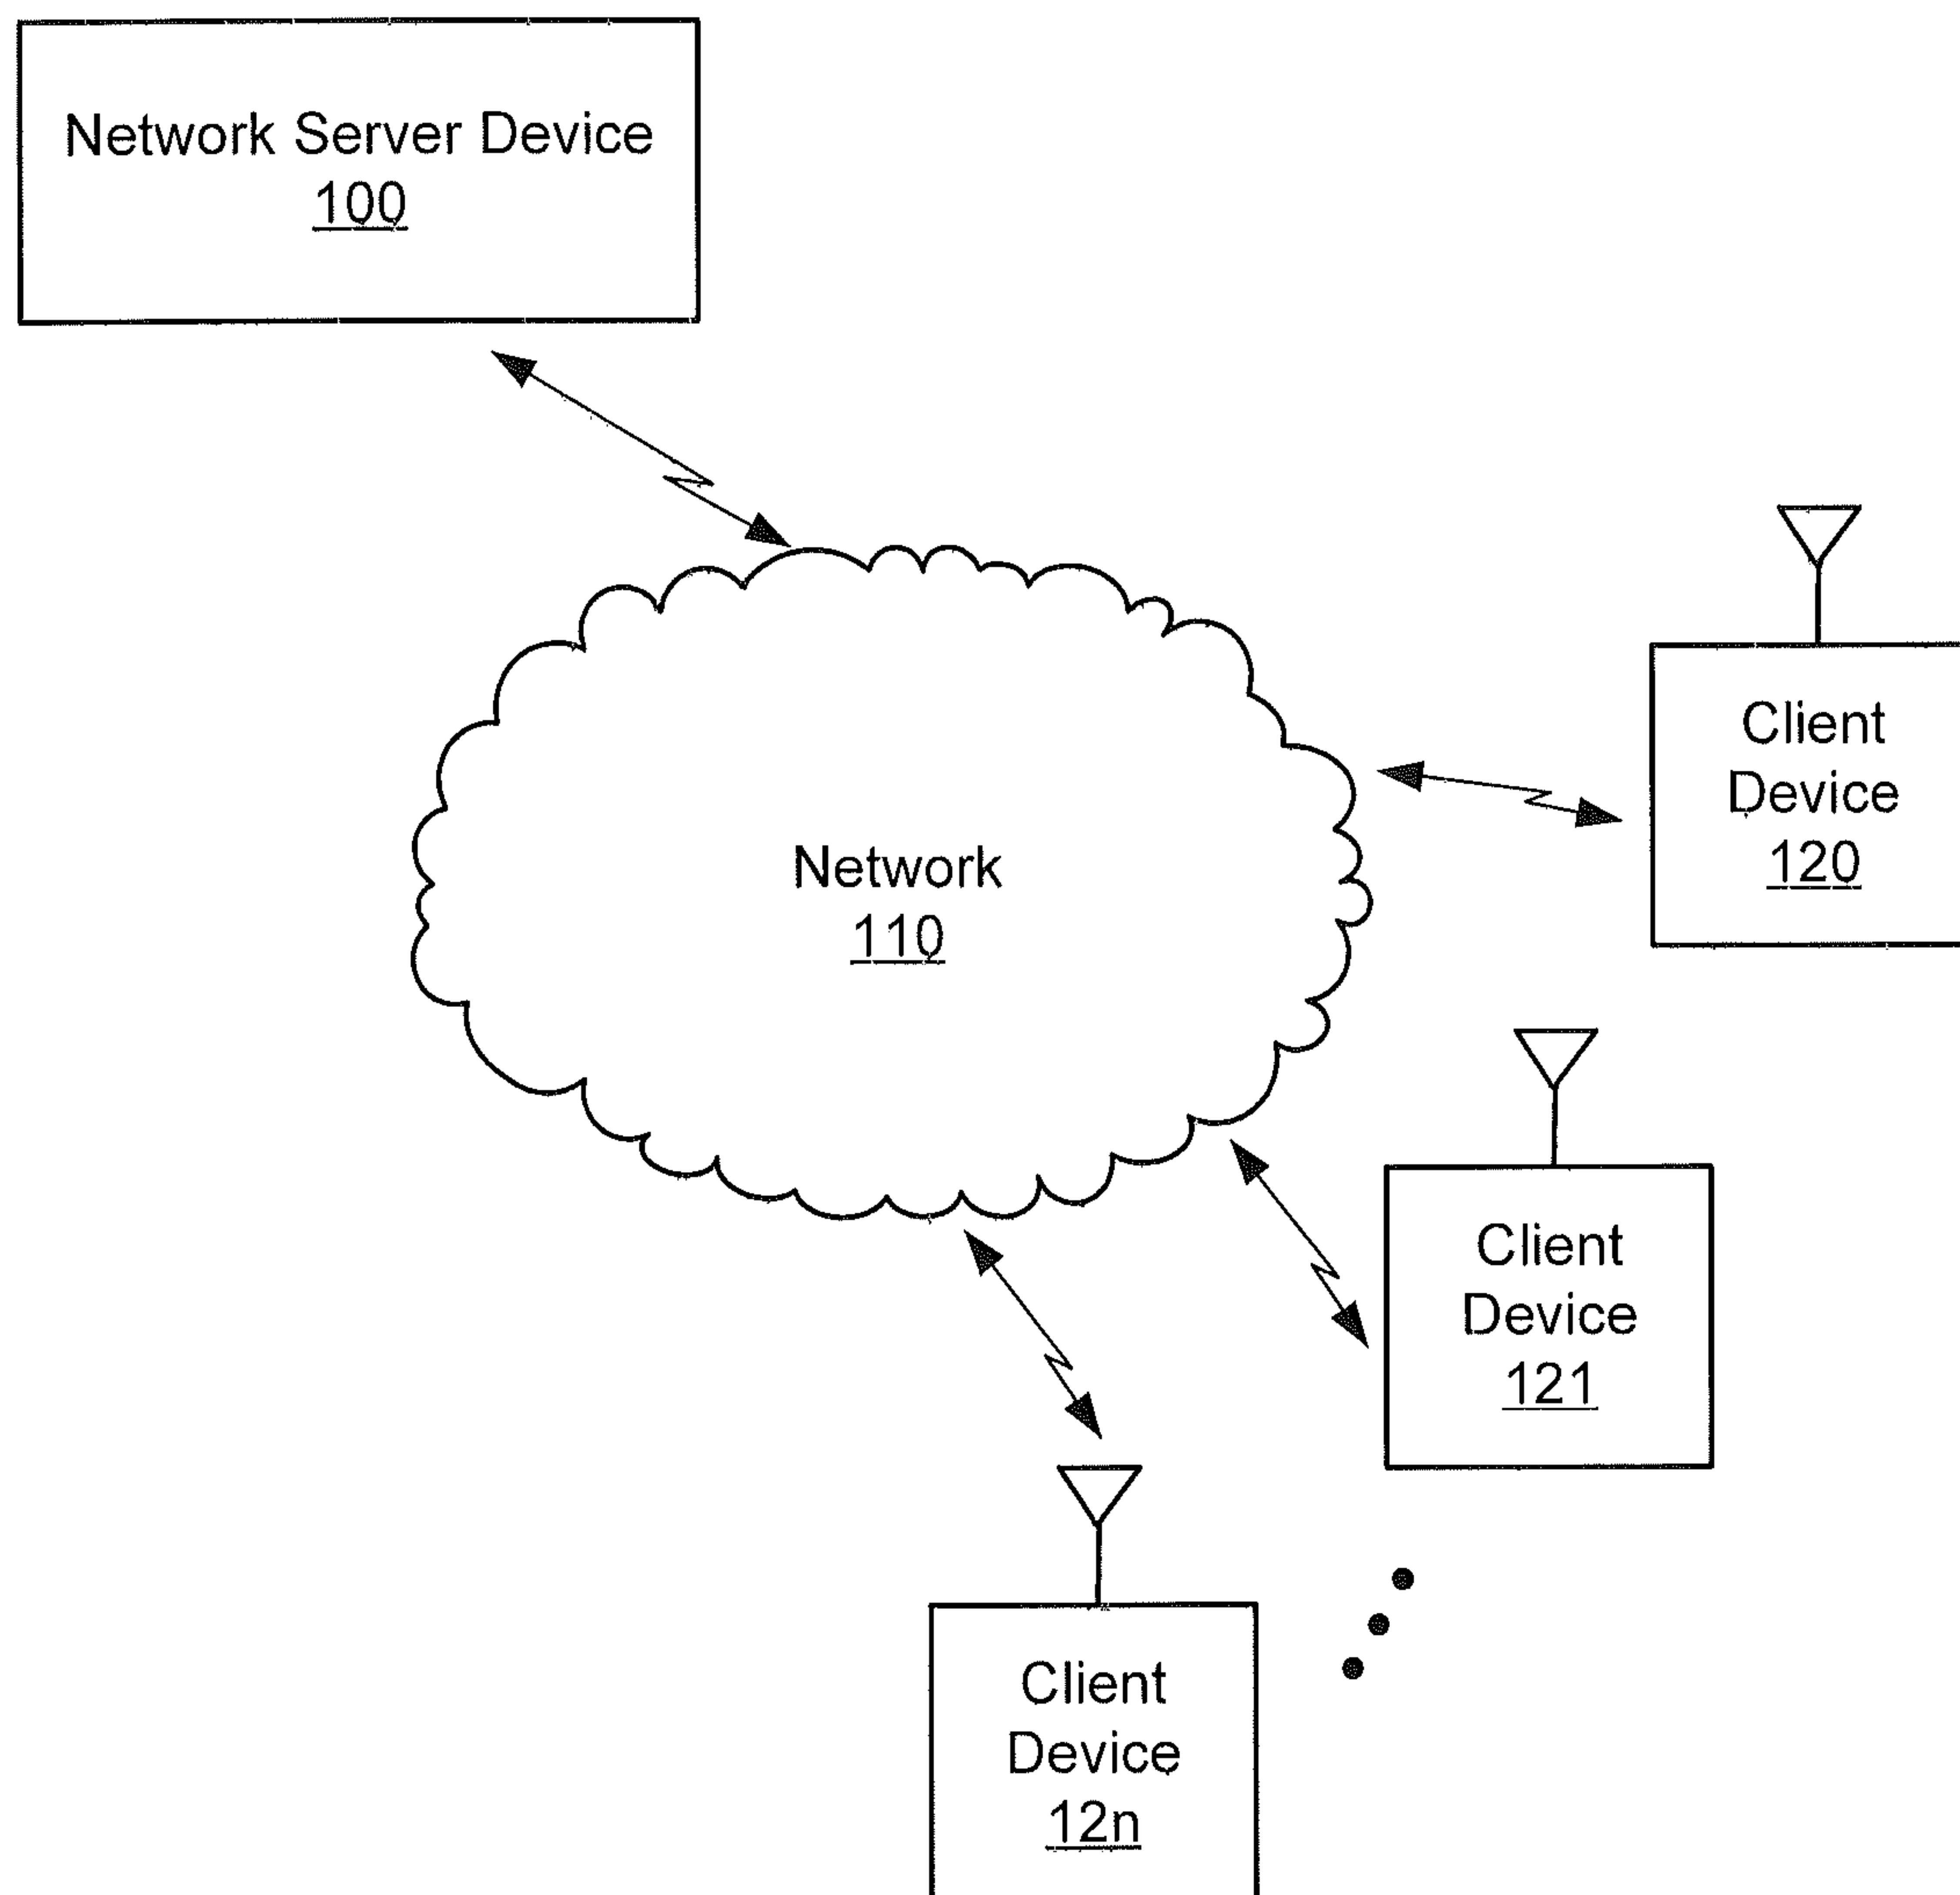 Network Server Device
100
Network
110
Client
Device
120
Client
Device
121
Client
Device
12n